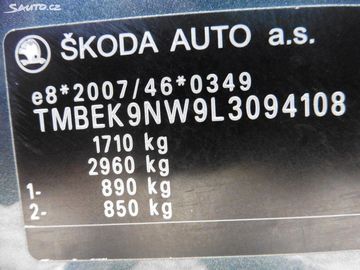 Sauto.cz
ŠKODA AUTO a.s.
e8*2007/46*0349
TMBEK9NW9L3094108
1710 kg
2960 kg
1- 890 kg
2- 850 kg